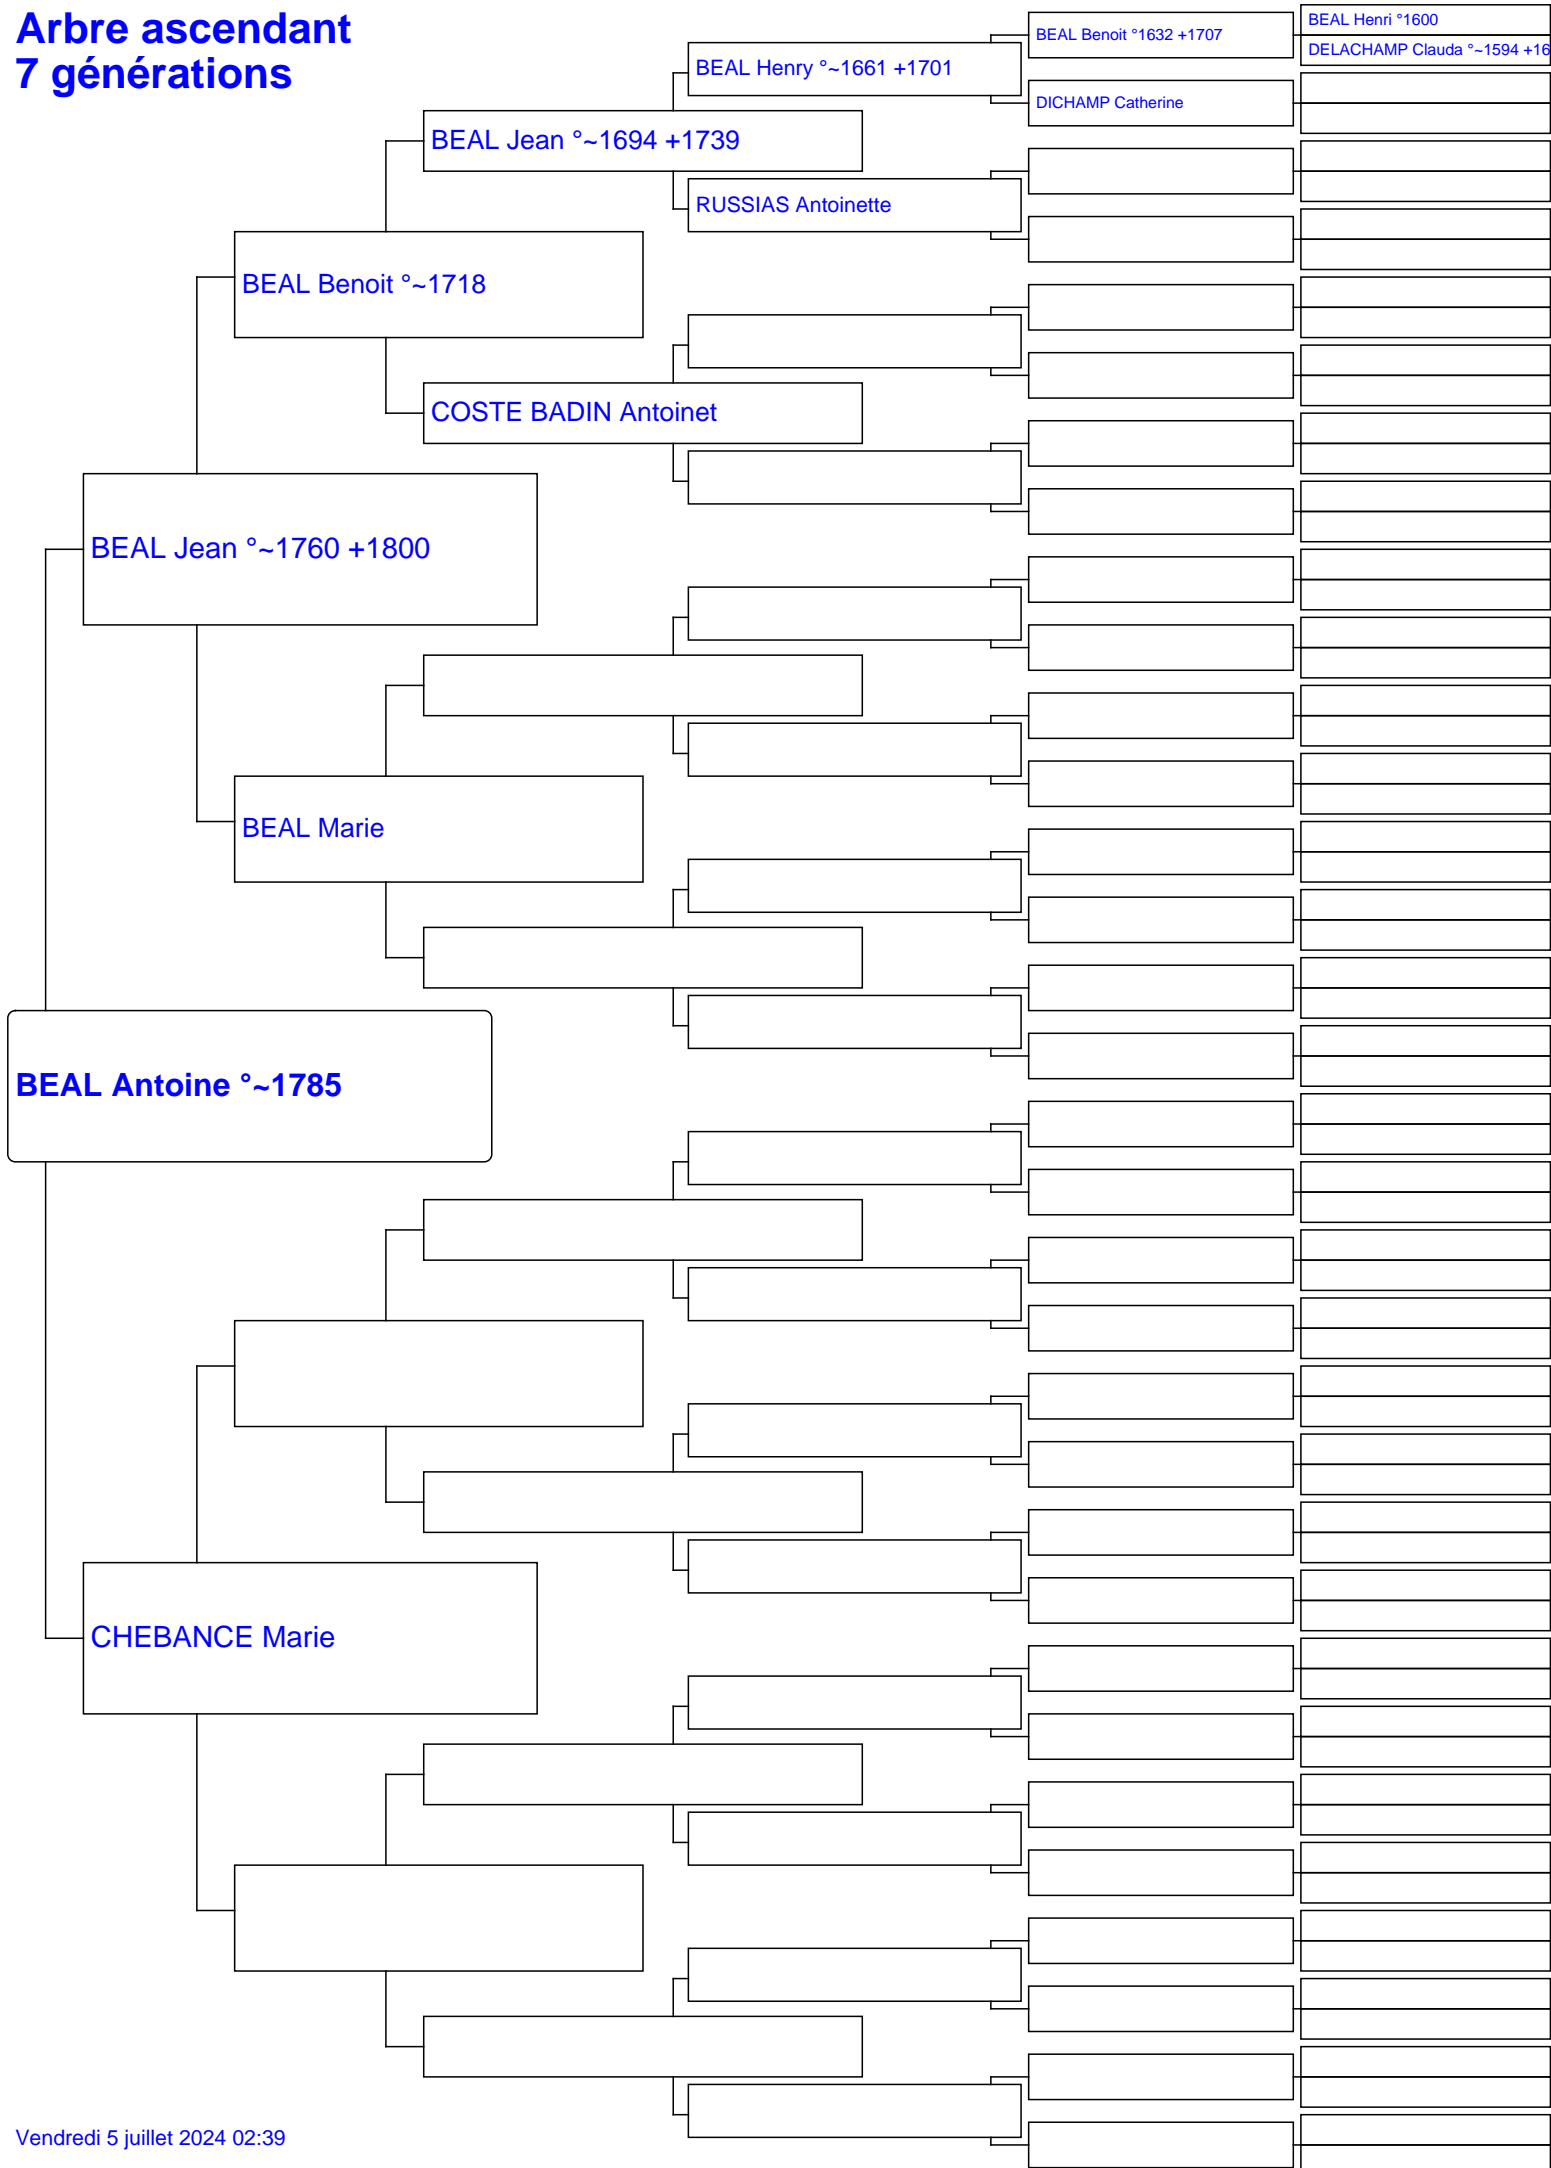 Arbre ascendant
7 générations
BEAL Henri °1600
BEAL Benoit °1632 +1707
DELACHAMP Clauda °~1594 +16
BEAL Henry °~1661 +1701
DICHAMP Catherine
BEAL Jean °~1694 +1739
RUSSIAS Antoinette
BEAL Benoit °~1718
COSTE BADIN Antoinet
BEAL Jean °~1760 +1800
BEAL Marie
BEAL Antoine °~1785
CHEBANCE Marie
Vendredi 5 juillet 2024 02:39